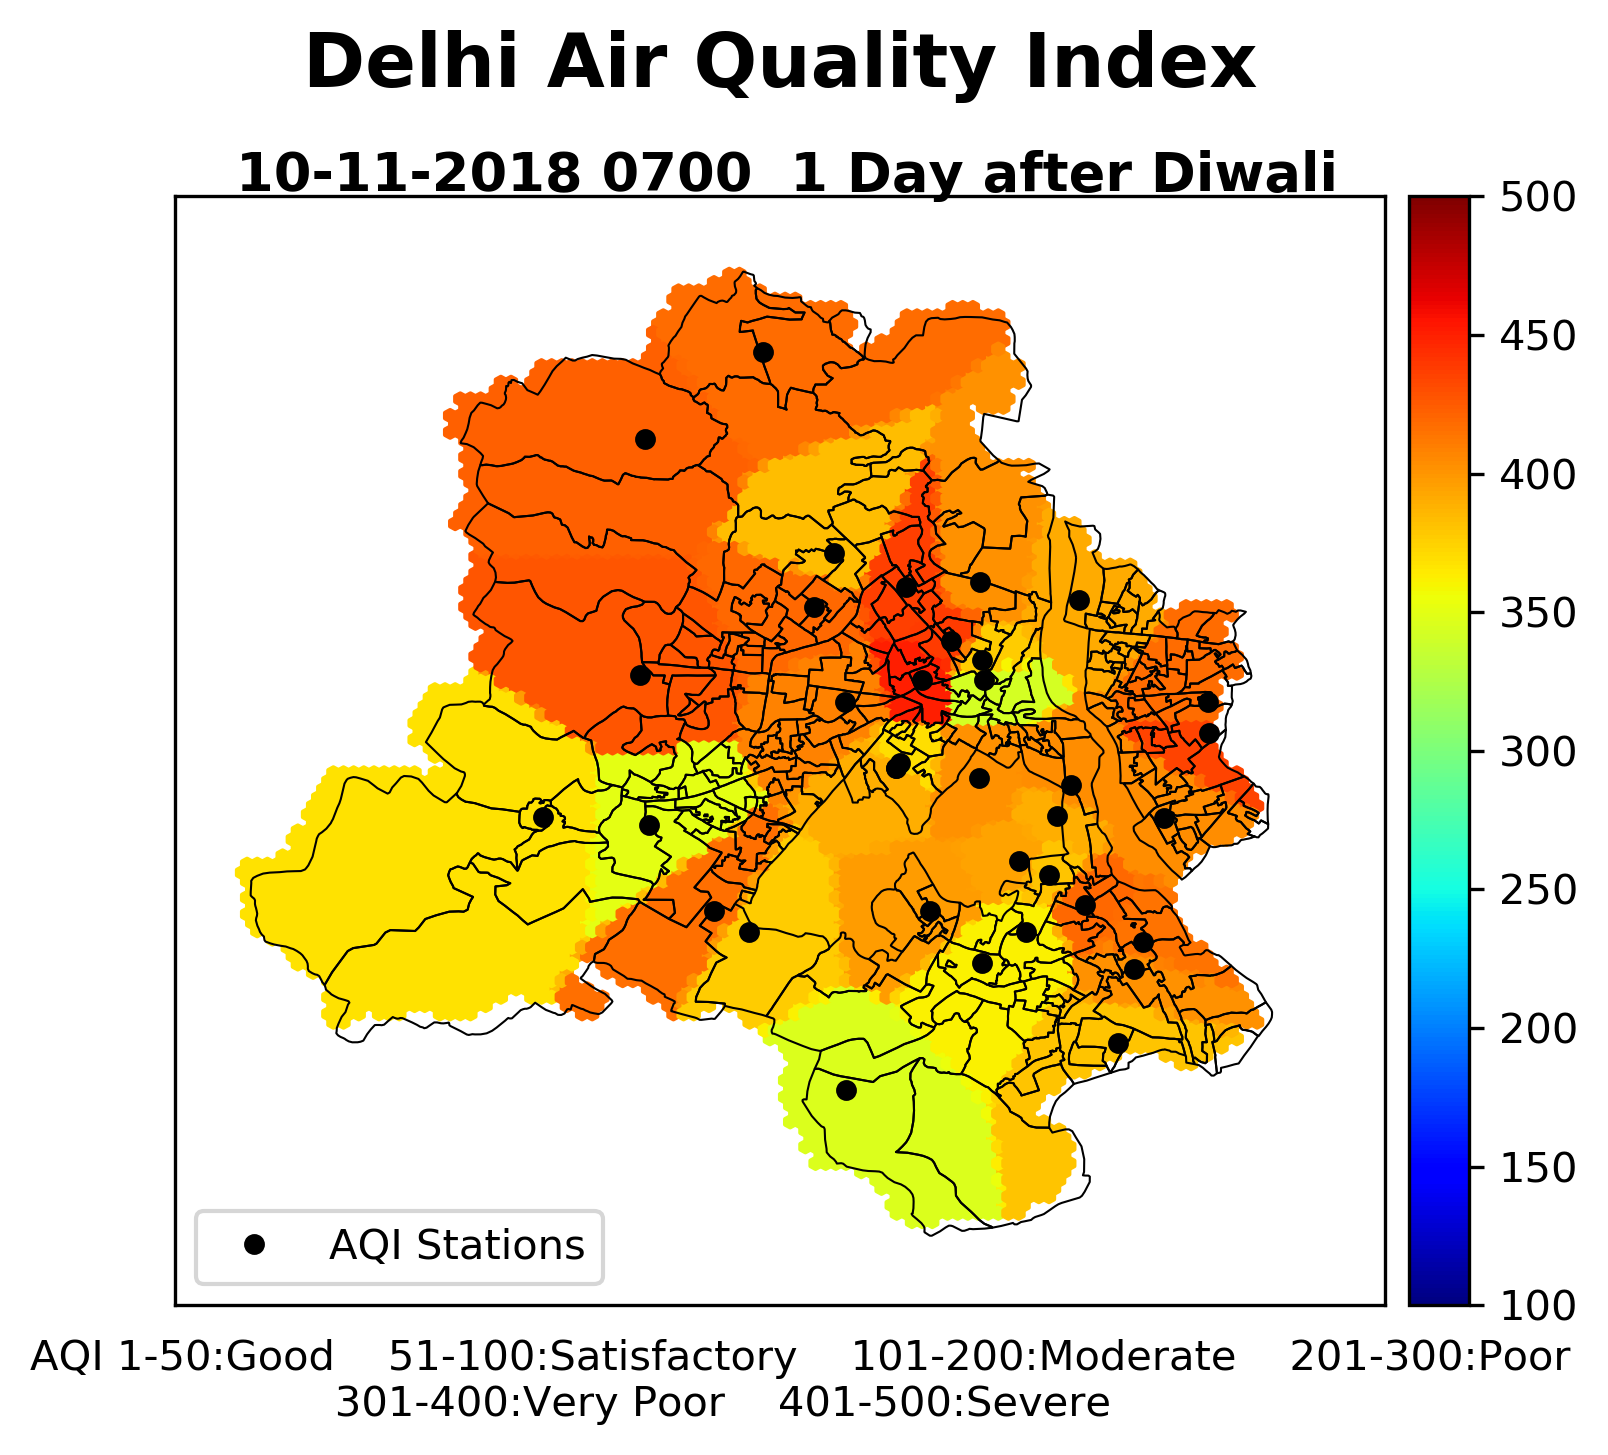 Delhi Air Quality Index
10-11-2018 0700  1 Day after Diwali
500
450
400
350
300
250
200
150
100
AQI Stations
AQI 1-50:Good    51-100:Satisfactory    101-200:Moderate    201-300:Poor
301-400:Very Poor    401-500:Severe